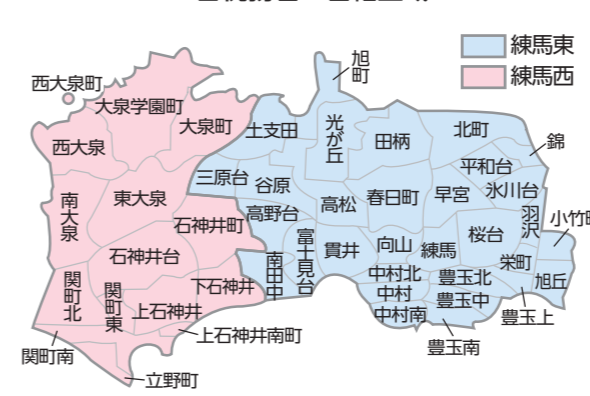 練馬東
練馬西
旭町
西大泉町
大泉学園町
大泉町
土支田
光が丘
田柄
北町
錦
西大泉
平和台
三原台
谷原
春日町
早宮
氷川台
南大泉
東大泉
高野台
高松
羽沢
小竹町
石神井町
桜台
石神井台
富士見台
貫井
向山
練馬
南田中
栄町
関町北
下石神井
中村北
豊玉北
旭丘
関町東
中村
豊玉中
上石神井
中村南
豊玉上
上石神井南町
関町南
豊玉南
立野町